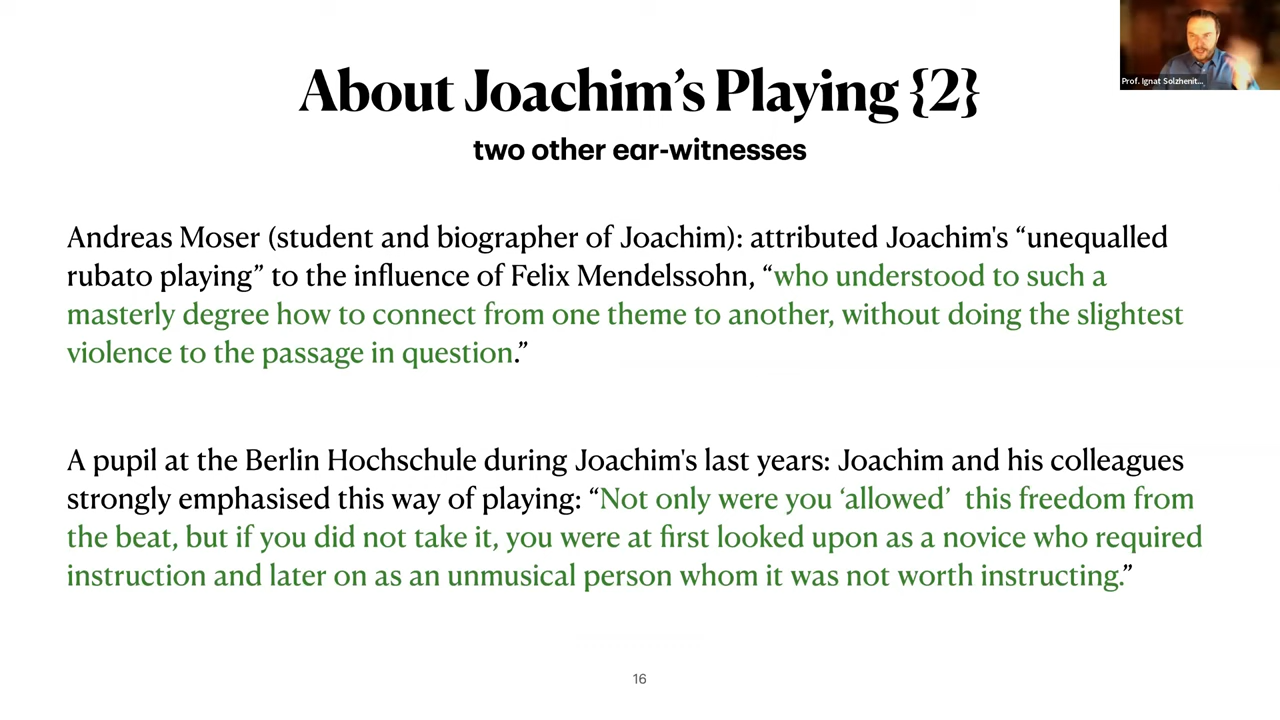 Prof. Ignat Solzhenit...
About Joachim’s Playing {2}
two other ear-witnesses
Andreas Moser (student and biographer of Joachim): attributed Joachim's “unequalled
rubato playing” to the influence of Felix Mendelssohn, “who understood to such a
masterly degree how to connect from one theme to another, without doing the slightest
violence to the passage in question.”
A pupil at the Berlin Hochschule during Joachim's last years: Joachim and his colleagues
strongly emphasised this way of playing: “Not only were you ‘allowed’ this freedom from
the beat, but if you did not take it, you were at first looked upon as a novice who required
instruction and later on as an unmusical person whom it was not worth instructing.”
16